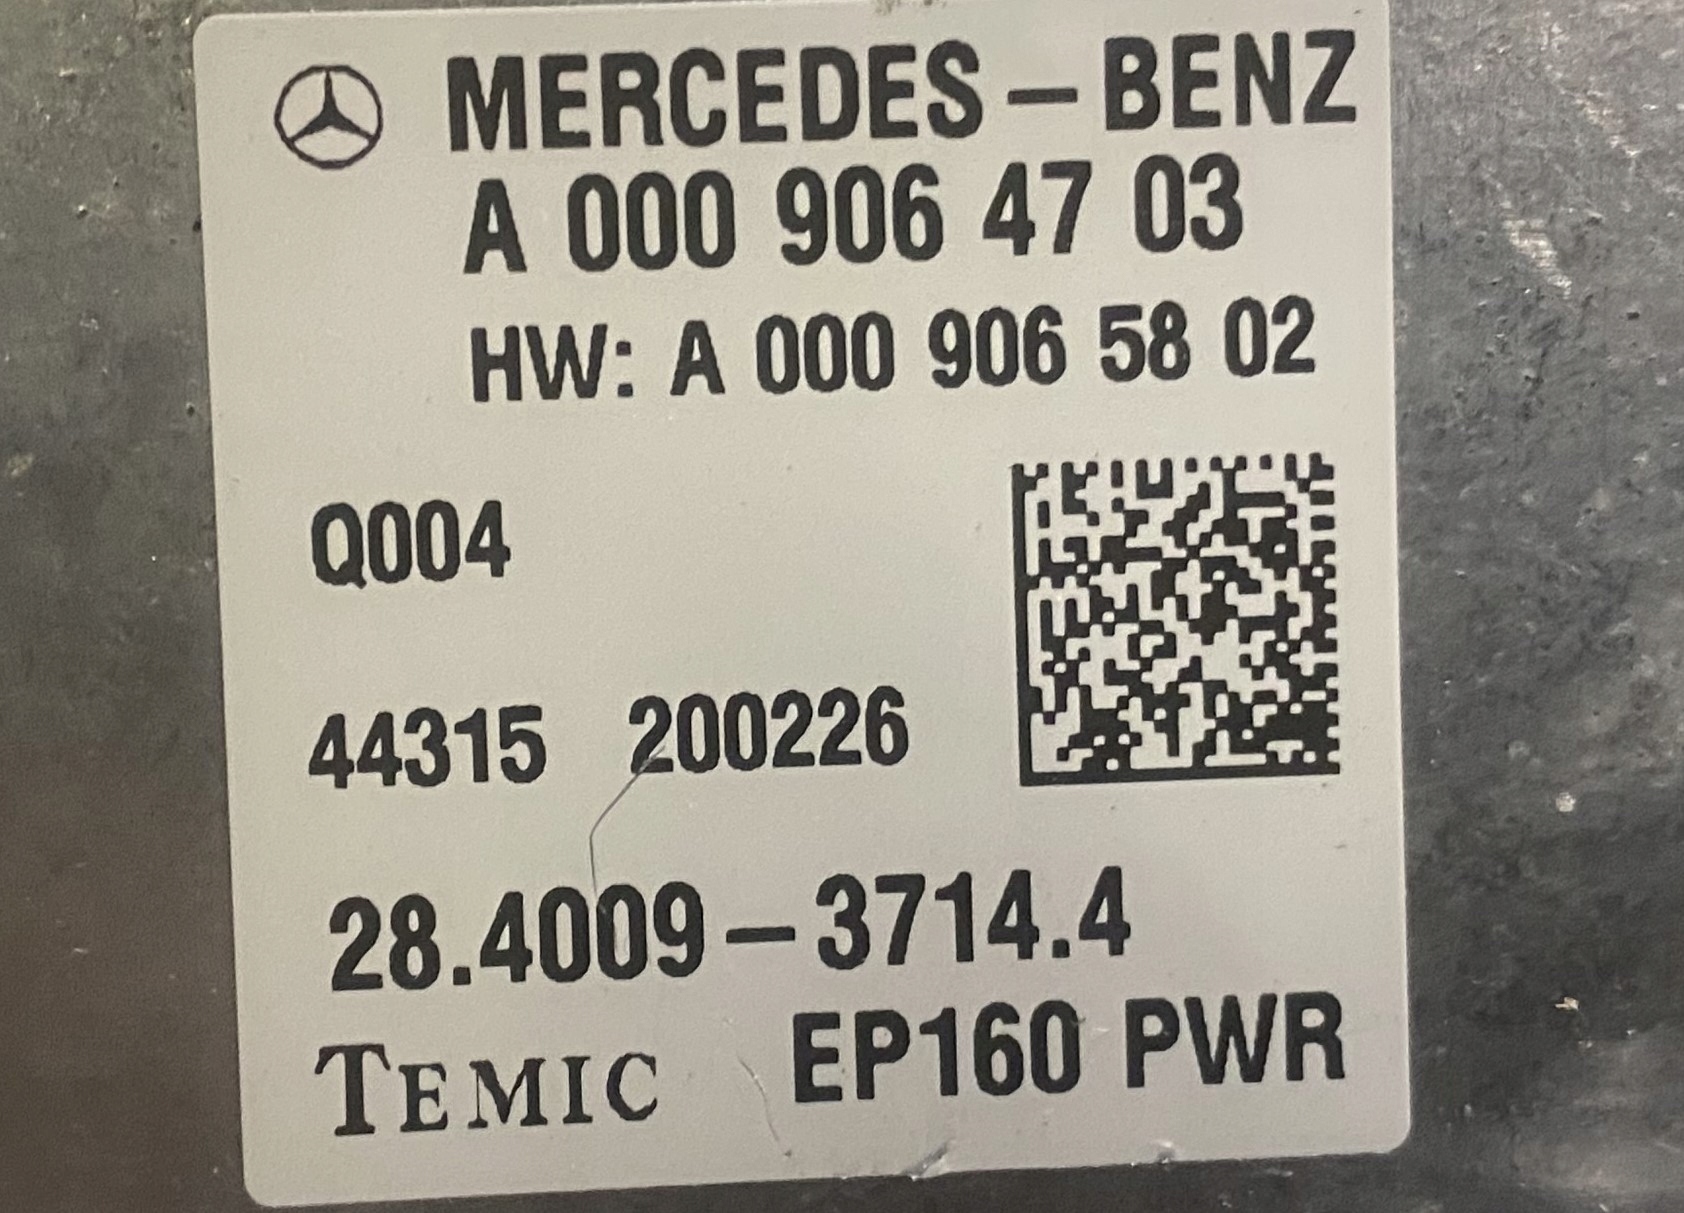 MERCEDES-BENZ
A 000 906 47 03
HW: A 000 906 58 02
Q004
44315 200226
28.4009-3714.4
TEMIC EP160 PWR